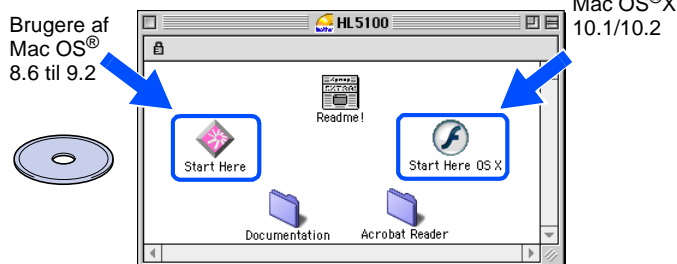 Brugere af
Mac OS®
8.6 til 9.2
Mac OS®X
10.1/10.2
HL5100
Readme!
Start Here
Start Here OS X
Documentation
Acrobat Reader